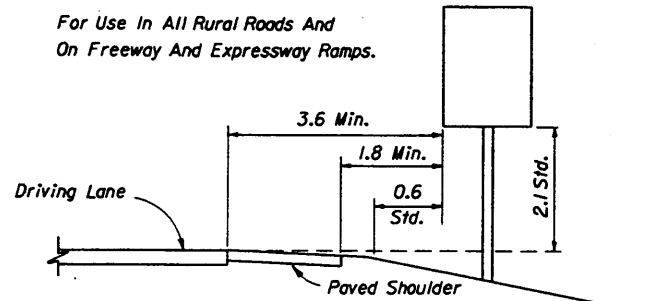 For Use In All Rural Roads And
On Freeway And Expressway Ramps.
3.6 Min.
1.8 Min.
0.6
Std.
2.1 Std.
Driving Lane
Paved Shoulder